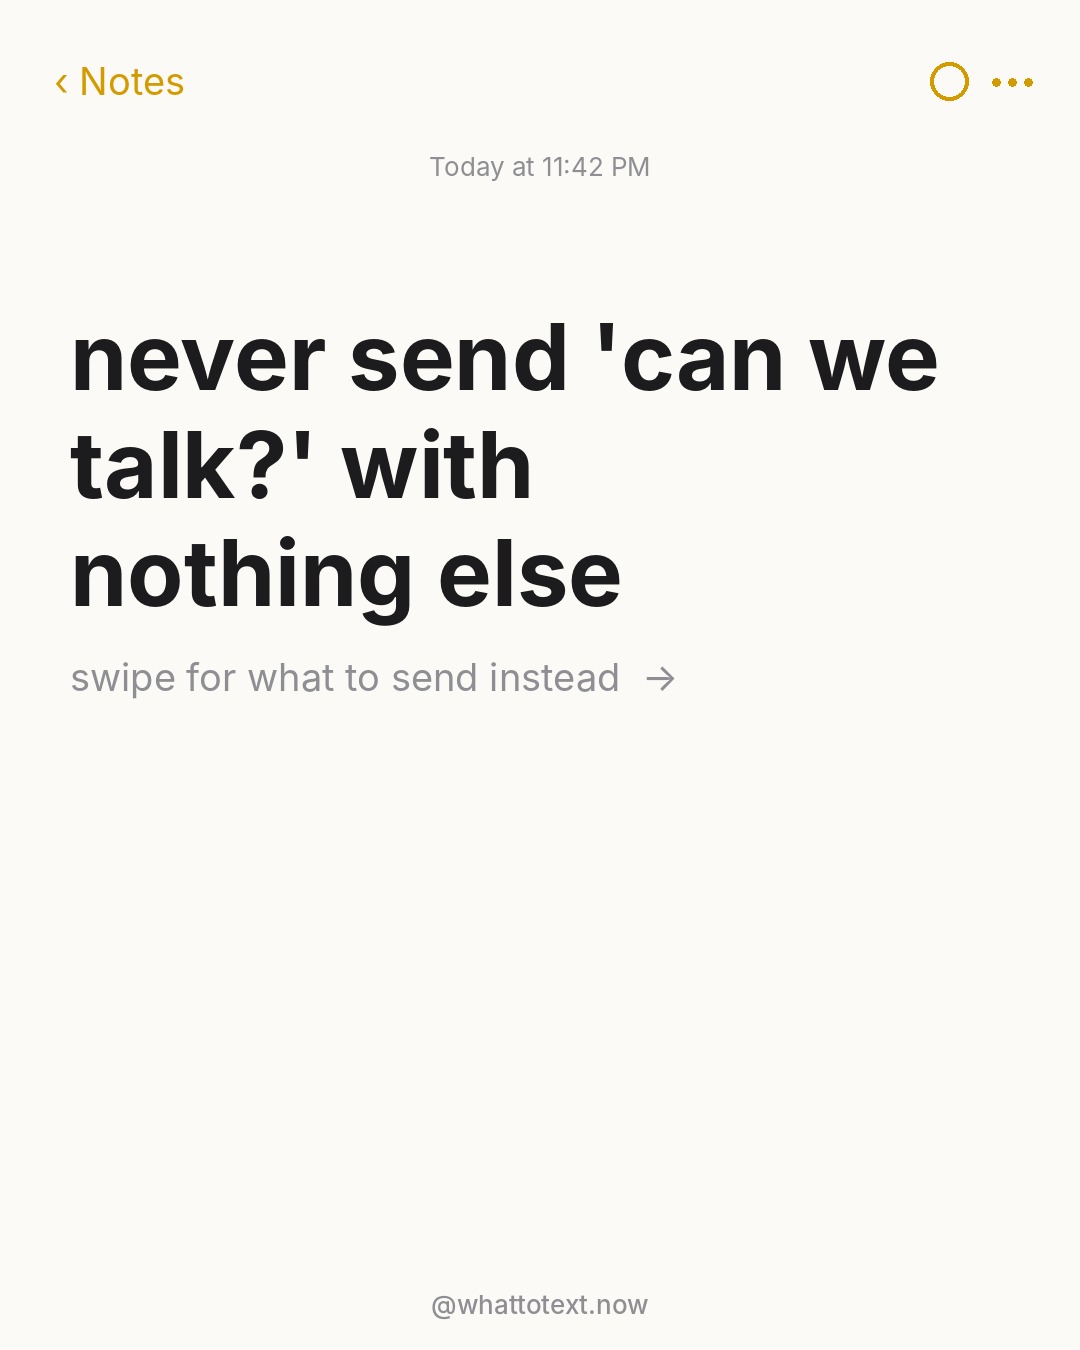 ‹ Notes
Today at 11:42 PM
never send 'can we
talk?' with
nothing else
swipe for what to send instead →
@whattotext.now